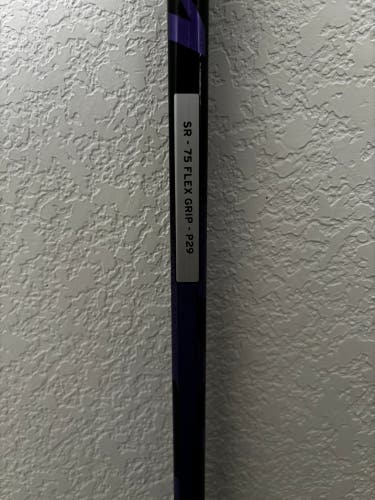 SR - 75 FLEX GRIP - P29